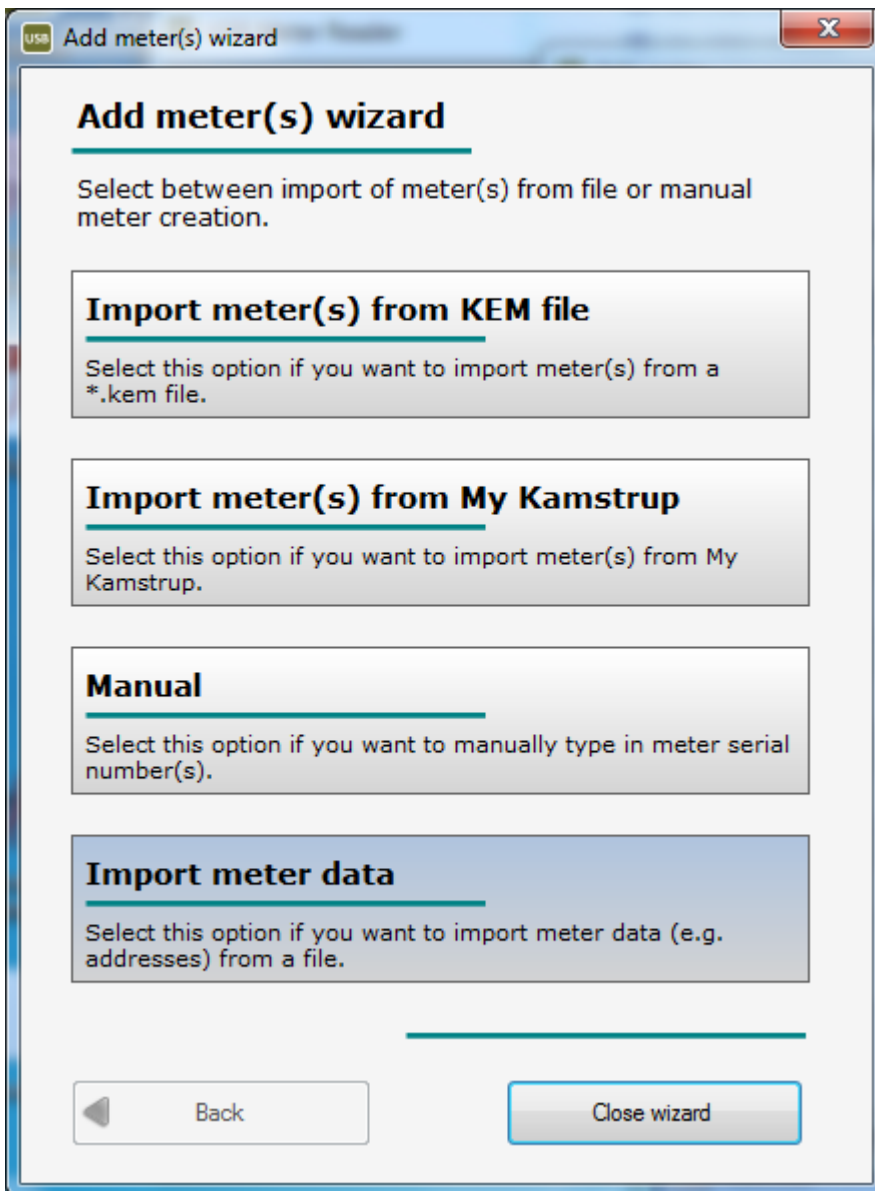 USB Add meter(s) wizard
Add meter(s) wizard
Select between import of meter(s) from file or manual
meter creation.
Import meter(s) from KEM file
Select this option if you want to import meter(s) from a
*.kem file.
Import meter(s) from My Kamstrup
Select this option if you want to import meter(s) from My
Kamstrup.
Manual
Select this option if you want to manually type in meter serial
number(s).
Import meter data
Select this option if you want to import meter data (e.g.
addresses) from a file.
Back
Close wizard